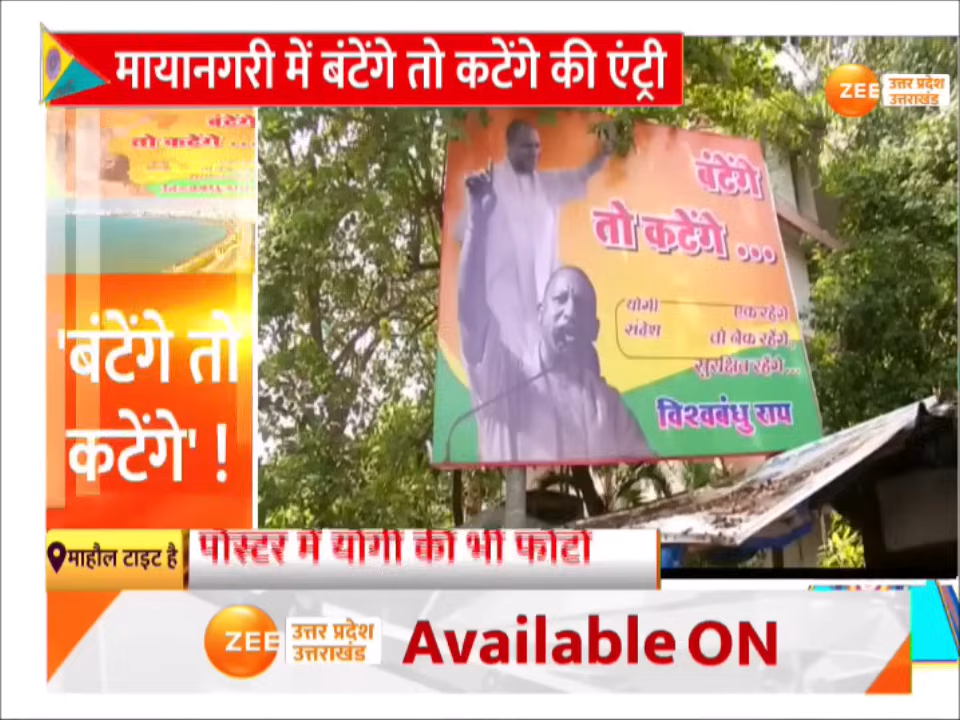 मायानगरी में बंटेंगे तो कटेंगे की एंट्री
ZEE उत्तर प्रदेश
उत्तराखंड
बंटेंगे
तो कटेंगे ...
बंटेंगे
तो कटेंगे ...
योगी
संदेश
एक रहेंगे
तो नेक रहेंगे..
सुरक्षित रहेंगे...
विश्वबंधु राय
'बंटेंगे तो
कटेंगे' !
माहौल टाइट है
पोस्टर में योगी की भी फोटो
ZEE उत्तर प्रदेश
उत्तराखंड
Available ON